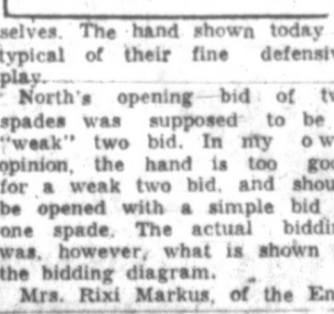 selves. The hand shown today
typical of their fine defensiv
play.
North's opening bid of tw
spades was supposed to be
"weak" two bid. In my ow
opinion, the hand is too goo
for a weak two bid. and shou
be opened with a simple bid
one spade. The actual biddin
was, however, what is shown
the bidding diagram.
Mrs. Rixi Markus, of the En